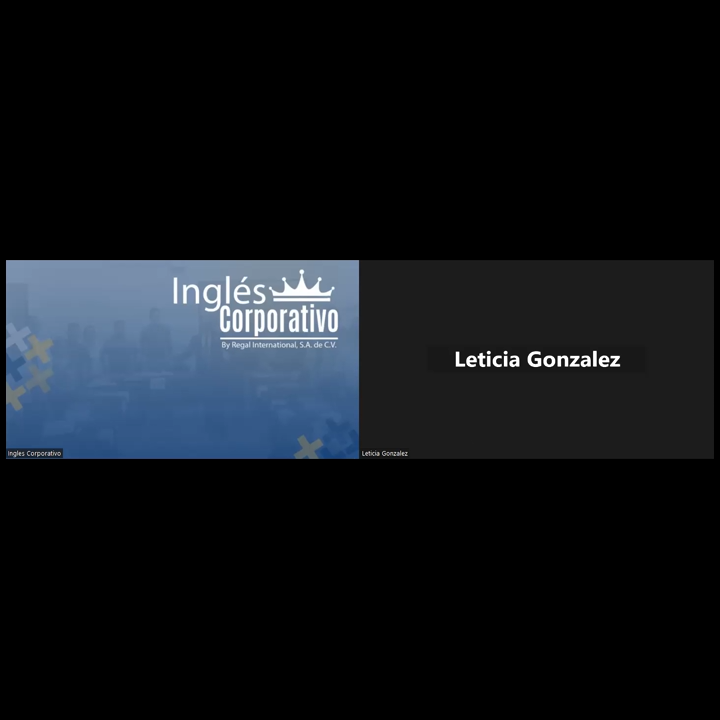 Inglés
Corporativo
By Regal International, S.A. de C.V.
Ingles Corporativo
Leticia Gonzalez
Leticia Gonzalez